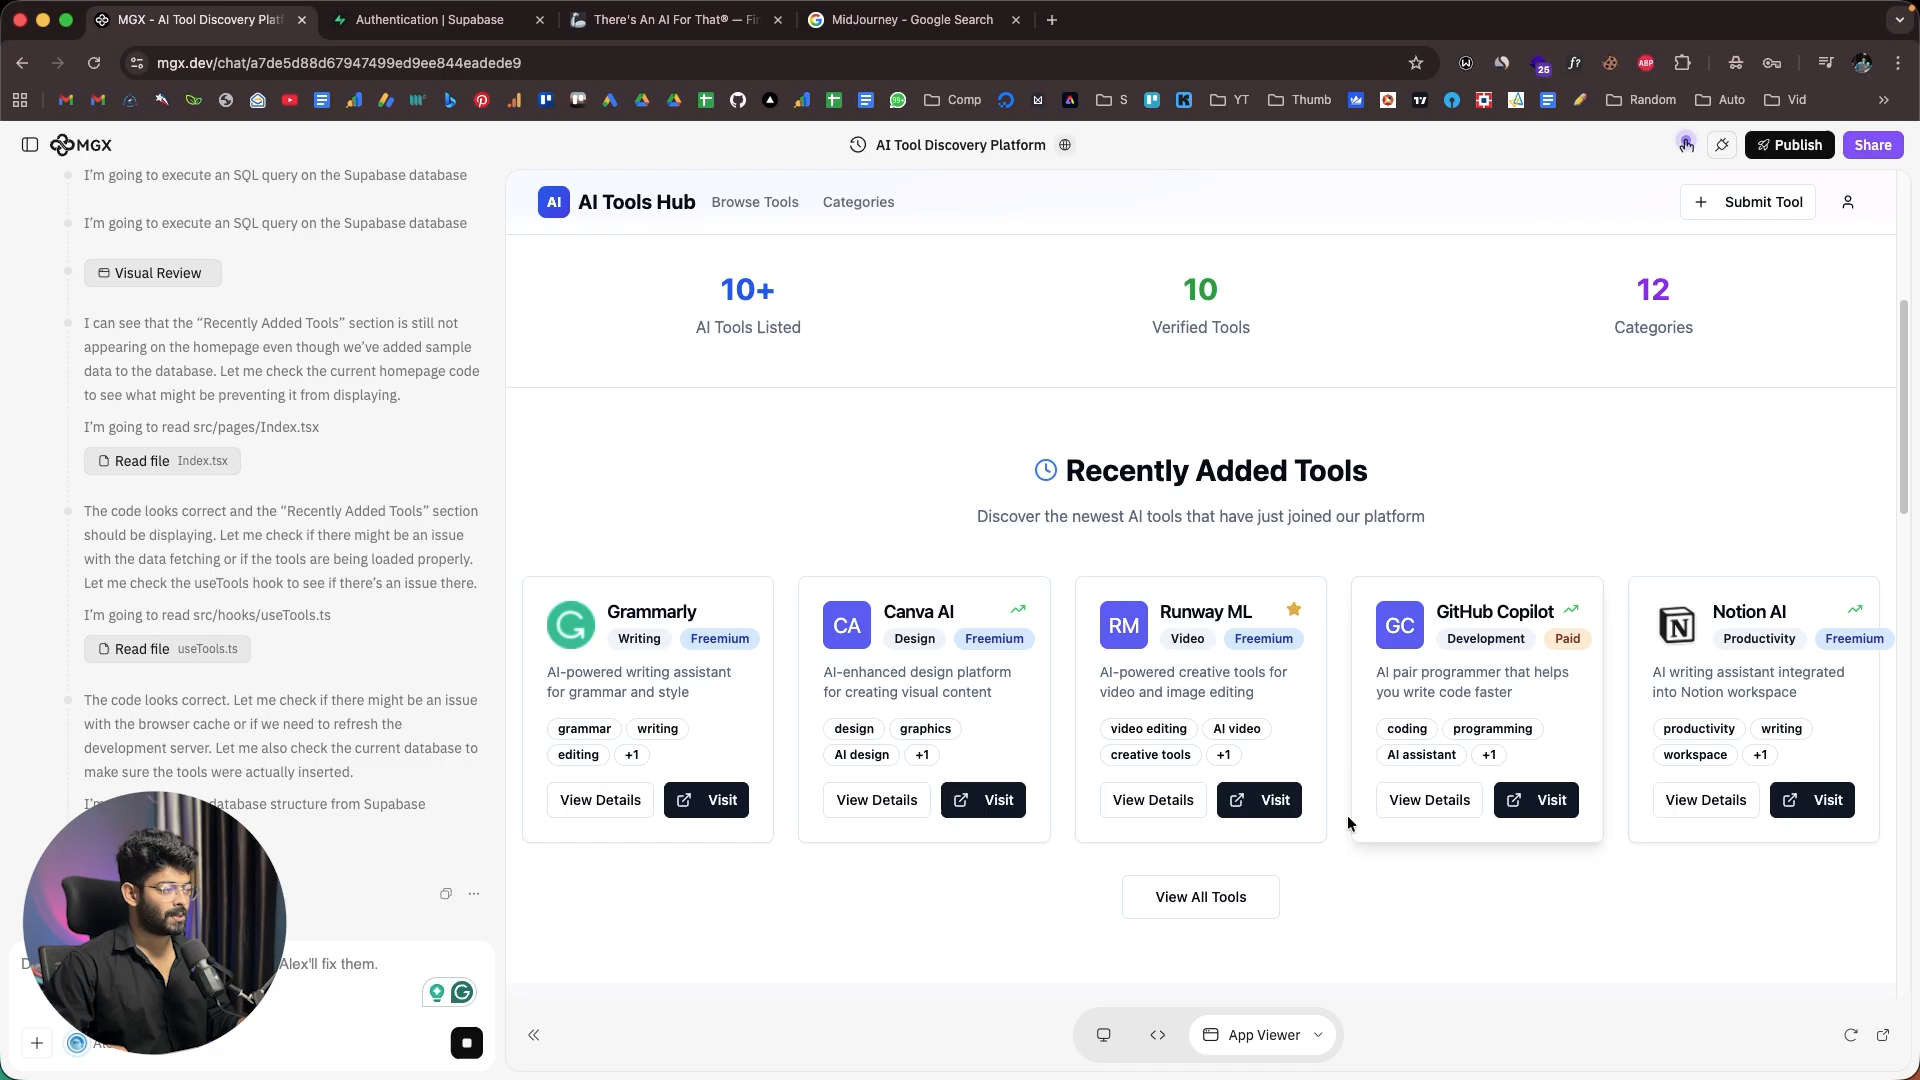 MGX - AI Tool Discovery Platf
Authentication | Supabase
There's An AI For That® — Fin
MidJourney - Google Search
mgx.dev/chat/a7de5d88d67947499ed9ee844eadede9
25
f?
ABP
99+
Comp
S
YT
Thumb
Random
Auto
Vid
MGX
AI Tool Discovery Platform
Publish
Share
I'm going to execute an SQL query on the Supabase database
I'm going to execute an SQL query on the Supabase database
Visual Review
I can see that the “Recently Added Tools” section is still not
appearing on the homepage even though we've added sample
data to the database. Let me check the current homepage code
to see what might be preventing it from displaying.
I'm going to read src/pages/Index.tsx
Read file Index.tsx
The code looks correct and the “Recently Added Tools” section
should be displaying. Let me check if there might be an issue
with the data fetching or if the tools are being loaded properly.
Let me check the useTools hook to see if there's an issue there.
I'm going to read src/hooks/useTools.ts
Read file useTools.ts
The code looks correct. Let me check if there might be an issue
with the browser cache or if we need to refresh the
development server. Let me also check the current database to
make sure the tools were actually inserted.
database structure from Supabase
Alex'll fix them.
AI AI Tools Hub
Browse Tools
Categories
Submit Tool
10+
AI Tools Listed
10
Verified Tools
12
Categories
Recently Added Tools
Discover the newest AI tools that have just joined our platform
Grammarly
Writing Freemium
AI-powered writing assistant
for grammar and style
grammar writing
editing +1
View Details Visit
CA Canva AI
Design Freemium
AI-enhanced design platform
for creating visual content
design graphics
AI design +1
View Details Visit
RM Runway ML
Video Freemium
AI-powered creative tools for
video and image editing
video editing AI video
creative tools +1
View Details Visit
GC GitHub Copilot
Development Paid
AI pair programmer that helps
you write code faster
coding programming
AI assistant +1
View Details Visit
Notion AI
Productivity Freemium
AI writing assistant integrated
into Notion workspace
productivity writing
workspace +1
View Details Visit
View All Tools
App Viewer